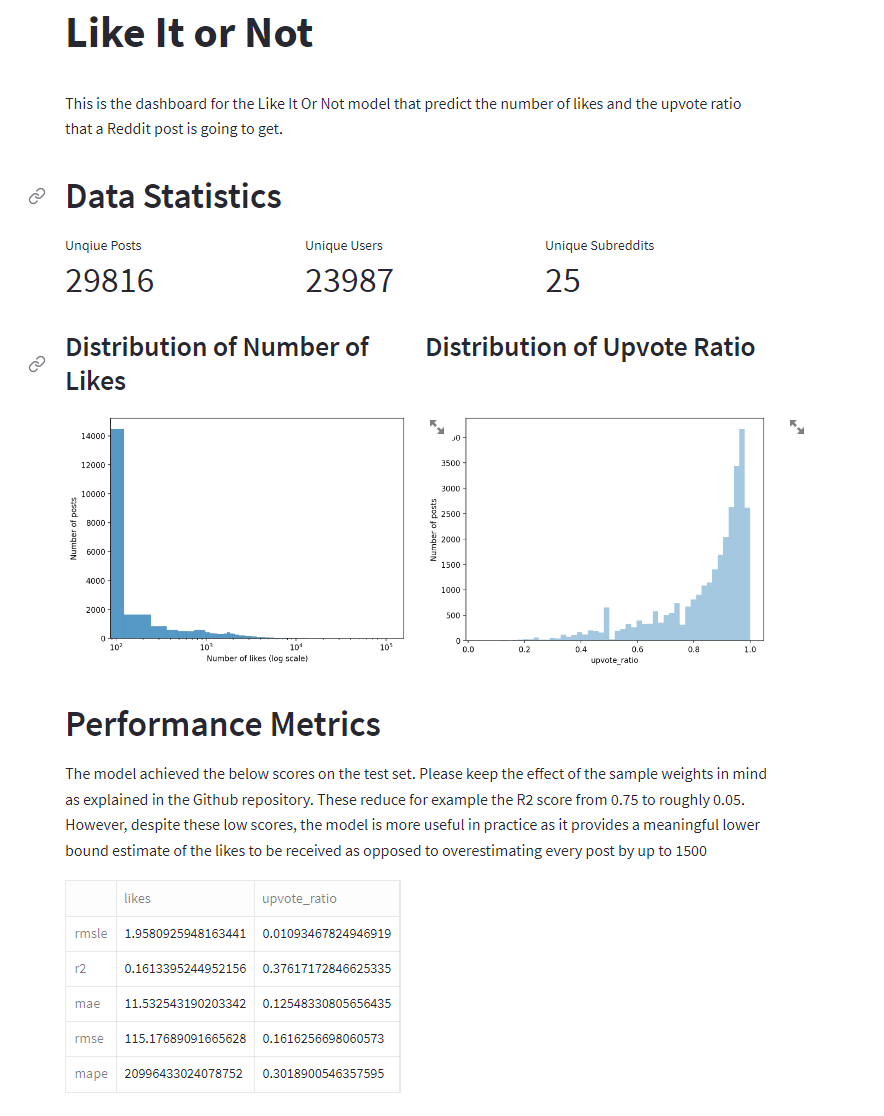 Like It or Not
This is the dashboard for the Like It Or Not model that predict the number of likes and the upvote ratio
that a Reddit post is going to get.
Data Statistics
Unqiue Posts
Unique Users
Unique Subreddits
29816
23987
25
Distribution of Number of
Likes
Distribution of Upvote Ratio
14000
12000
10000
8000
6000
4000
2000
0
Number of posts
10² 10³ 10⁴ 10⁵
Number of likes (log scale)
3500
3000
2500
2000
1500
1000
500
0
Number of posts
0.0 0.2 0.4 0.6 0.8 1.0
upvote_ratio
Performance Metrics
The model achieved the below scores on the test set. Please keep the effect of the sample weights in mind
as explained in the Github repository. These reduce for example the R2 score from 0.75 to roughly 0.05.
However, despite these low scores, the model is more useful in practice as it provides a meaningful lower
bound estimate of the likes to be received as opposed to overestimating every post by up to 1500
likes upvote_ratio
rmsle 1.9580925948163441 0.01093467824946919
r2 0.1613395244952156 0.37617172846625335
mae 11.532543190203342 0.12548330805656435
rmse 115.17689091665628 0.1616256698060573
mape 20996433024078752 0.3018900546357595